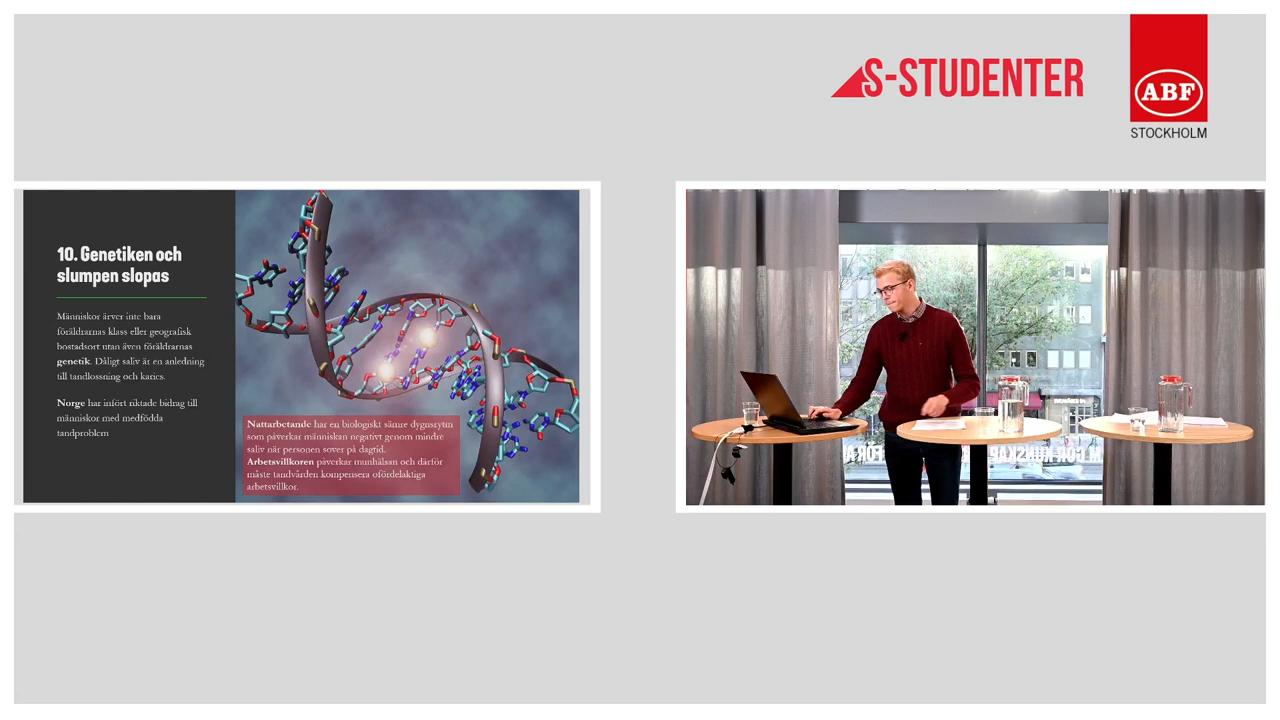 S-STUDENTER
ABF
STOCKHOLM
10. Genetiken och
slumpen slopas
Människor ärver inte bara
föräldrarnas klass eller geografisk
bostadsort utan även föräldrarnas
genetik. Dåligt saliv är en anledning
till tandlossning och karies.
Norge har infört riktade bidrag till
människor med medfödda
tandproblem
Nattarbetande har en biologiskt sämre dygnsrytm
som påverkar människan negativt genom mindre
saliv när personen sover på dagtid.
Arbetsvillkoren påverkar munhälsan och därför
måste tandvården kompensera ofördelaktiga
arbetsvillkor.